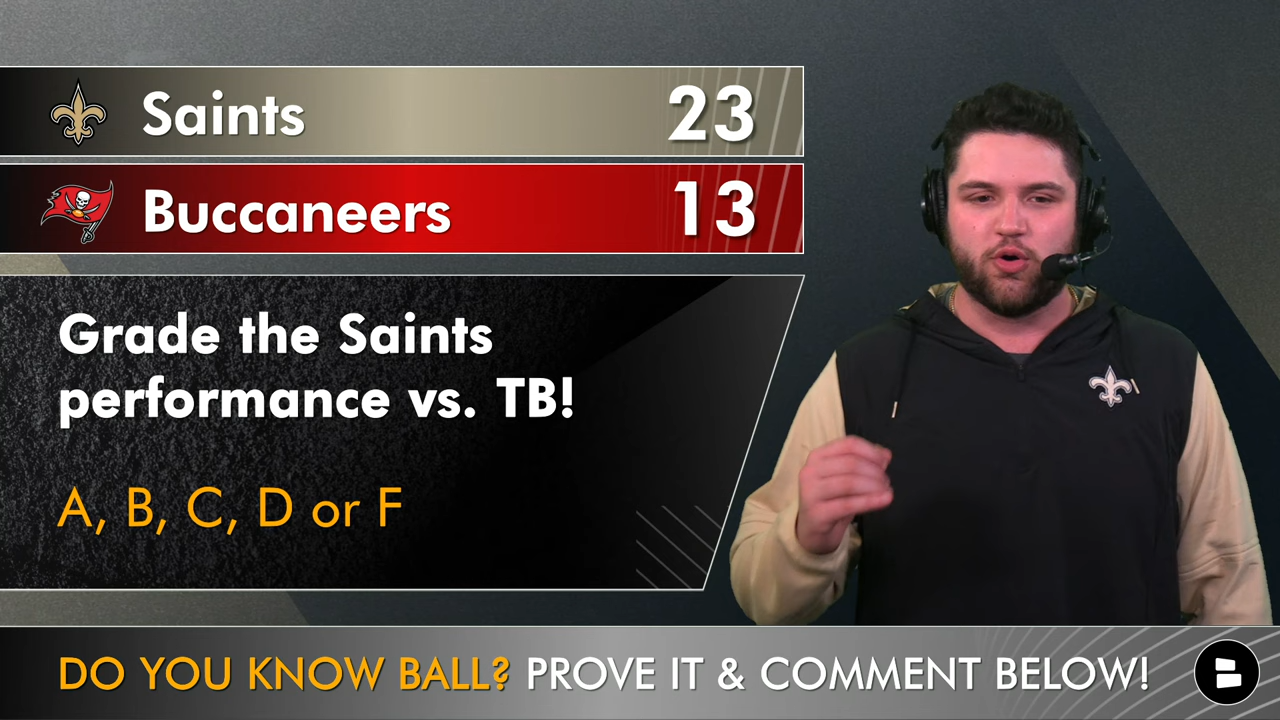 Saints 23
Buccaneers 13
Grade the Saints
performance vs. TB!
A, B, C, D or F
DO YOU KNOW BALL? PROVE IT & COMMENT BELOW!